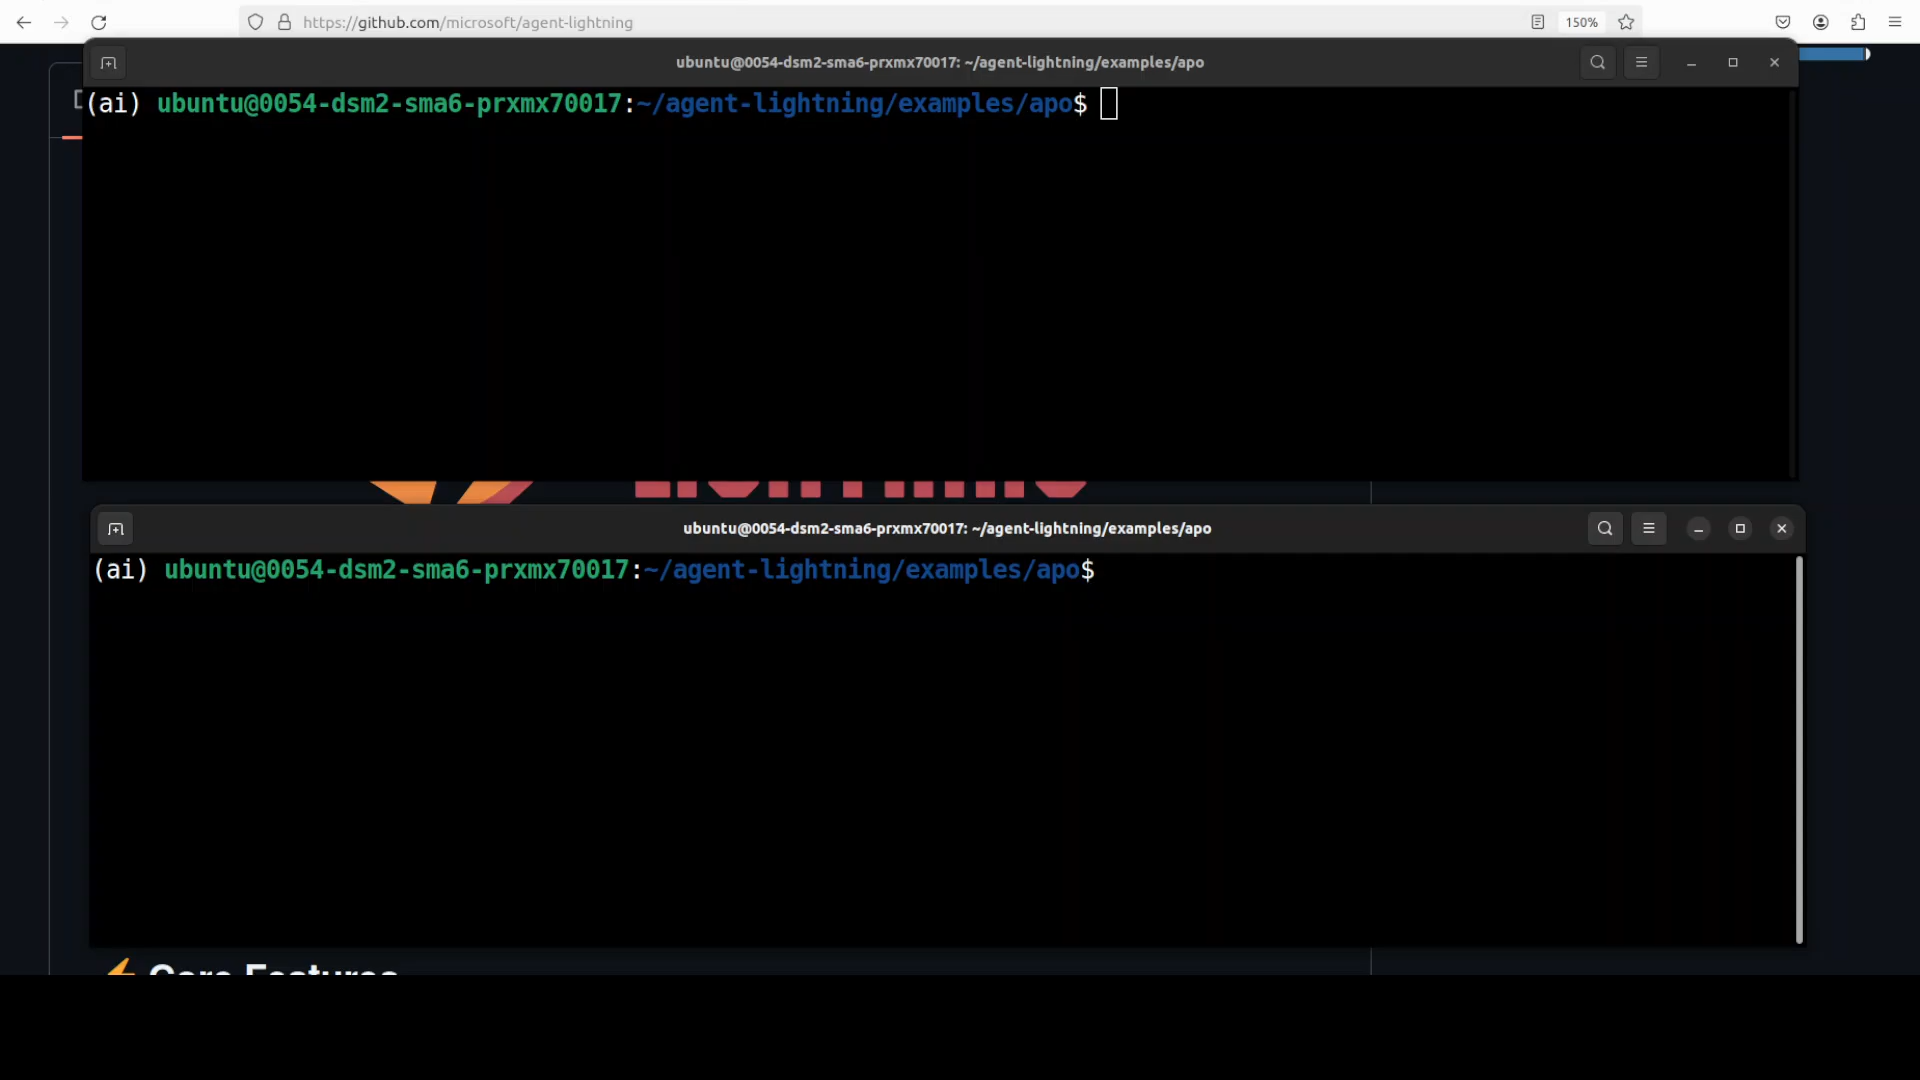 https://github.com/microsoft/agent-lightning
150%
ubuntu@0054-dsm2-sma6-prxmx70017: ~/agent-lightning/examples/apo
(ai) ubuntu@0054-dsm2-sma6-prxmx70017:~/agent-lightning/examples/apo$
ubuntu@0054-dsm2-sma6-prxmx70017: ~/agent-lightning/examples/apo
(ai) ubuntu@0054-dsm2-sma6-prxmx70017:~/agent-lightning/examples/apo$
Core Features